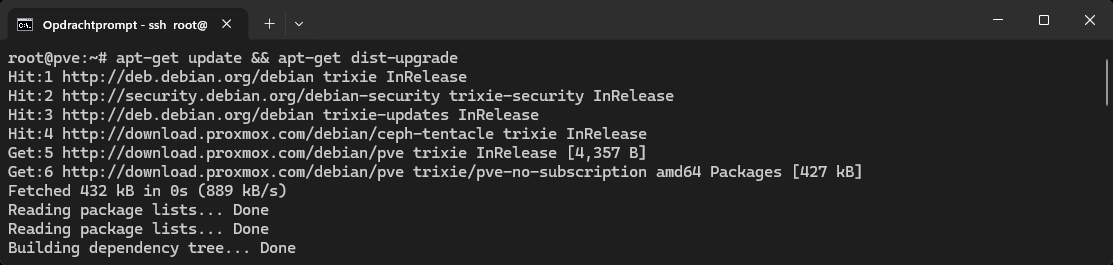 Opdrachtprompt - ssh root@
root@pve:~# apt-get update && apt-get dist-upgrade
Hit:1 http://deb.debian.org/debian trixie InRelease
Hit:2 http://security.debian.org/debian-security trixie-security InRelease
Hit:3 http://deb.debian.org/debian trixie-updates InRelease
Hit:4 http://download.proxmox.com/debian/ceph-tentacle trixie InRelease
Get:5 http://download.proxmox.com/debian/pve trixie InRelease [4,357 B]
Get:6 http://download.proxmox.com/debian/pve trixie/pve-no-subscription amd64 Packages [427 kB]
Fetched 432 kB in 0s (889 kB/s)
Reading package lists... Done
Reading package lists... Done
Building dependency tree... Done